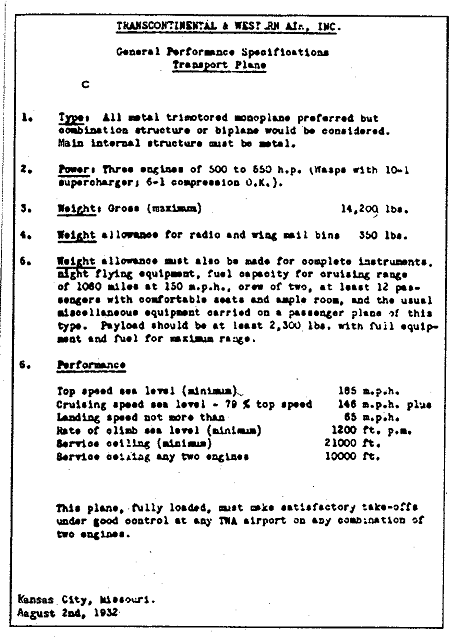 TRANSCONTINENTAL & WESTERN AIR, INC.
General Performance Specifications
Transport Plane
C
1. Type: All metal trimotored monoplane preferred but
combination structure or biplane would be considered.
Main internal structure must be metal.
2. Power: Three engines of 500 to 550 h.p. (Wasps with 10-1
supercharger; 6-1 compression O.K.).
3. Weight: Gross (maximum) 14,200 lbs.
4. Weight allowance for radio and wing mail bins 350 lbs.
5. Weight allowance must also be made for complete instruments,
night flying equipment, fuel capacity for cruising range
of 1080 miles at 150 m.p.h., crew of two, at least 12 pas-
sengers with comfortable seats and ample room, and the usual
miscellaneous equipment carried on a passenger plane of this
type. Payload should be at least 2,300 lbs. with full equip-
ment and fuel for maximum range.
6. Performance
Top speed sea level (minimum) 185 m.p.h.
Cruising speed sea level - 79 % top speed 146 m.p.h. plus
Landing speed not more than 65 m.p.h.
Rate of climb sea level (minimum) 1200 ft. p.m.
Service ceiling (minimum) 21000 ft.
Service ceiling any two engines 10000 ft.
This plane, fully loaded, must make satisfactory take-offs
under good control at any TWA airport on any combination of
two engines.
Kansas City, Missouri.
August 2nd, 1932